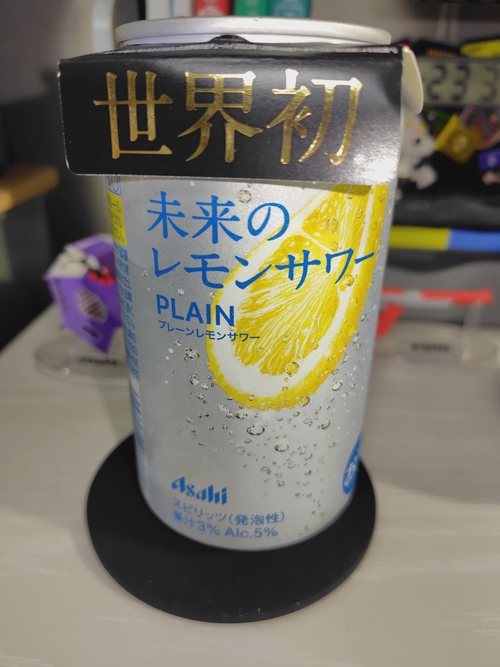 世界初
未来の
レモンサワー
PLAIN
プレーンレモンサワー
Asahi
スピリッツ(発泡性)
果汁3% Alc.5%